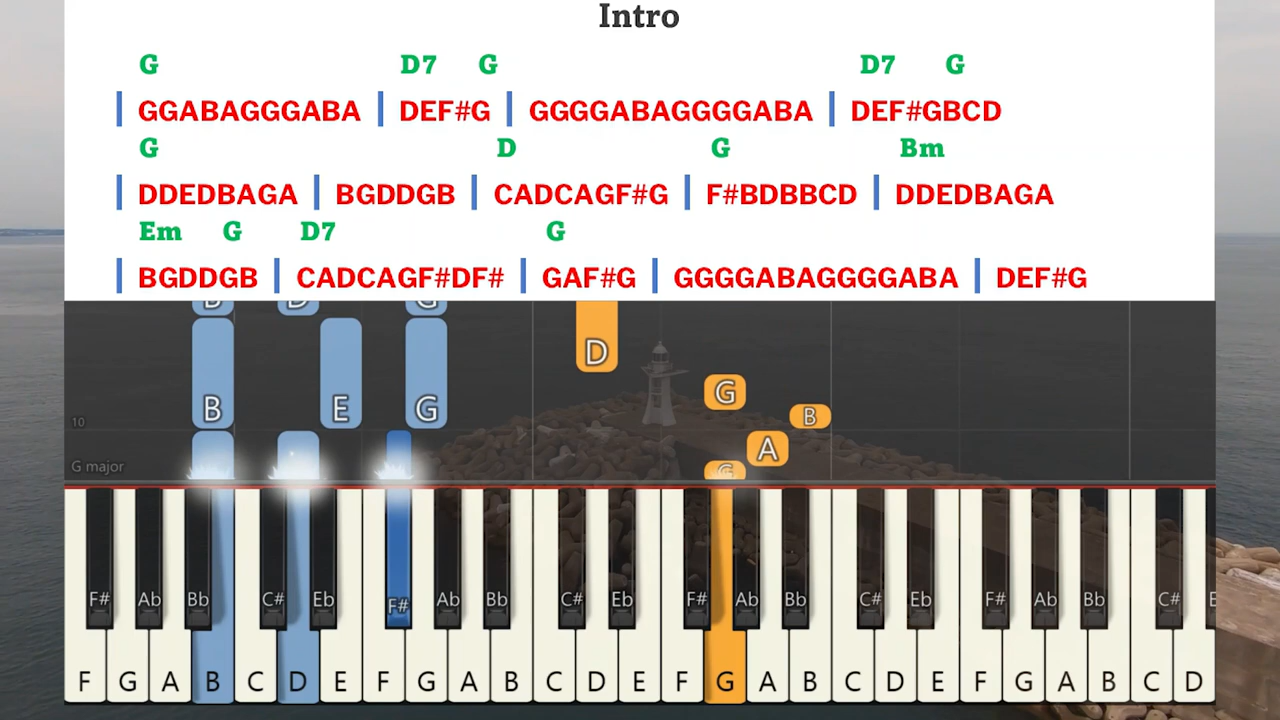 Intro
G D7 G D7 G
GGABAGGGABA | DEF#G | GGGGABAGGGGABA | DEF#GBCD
G D G Bm
DDEDBAGA | BGDDGB | CADCAGF#G | F#BDBBCD | DDEDBAGA
Em G D7 G
BGDDGB | CADCAGF#DF# | GAF#G | GGGGABAGGGGABA | DEF#G
B D G
D
G
B E G B
10
A
G major
G
F# Ab Bb C# Eb F# Ab Bb C# Eb F# Ab Bb C# Eb F# Ab Bb C# E
F G A B C D E F G A B C D E F G A B C D E F G A B C D